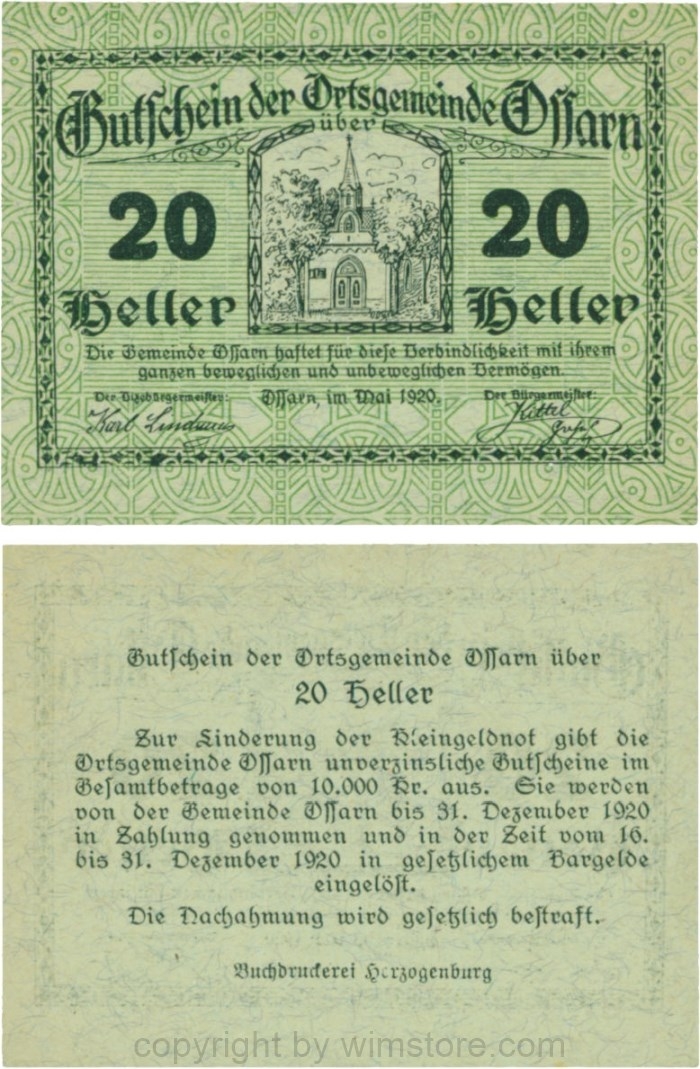 Gutschein der Ortsgemeinde Ossarn
über
20 20
Heller Heller
Die Gemeinde Ossarn haftet für diese Verbindlichkeit mit ihrem
ganzen beweglichen und unbeweglichen Vermögen.
Der Vizebürgermeister: Ossarn, im Mai 1920. Der Bürgermeister:
Karl Kittel
Gutschein der Ortsgemeinde Ossarn über
20 Heller
Zur Linderung der Kleingeldnot gibt die
Ortsgemeinde Ossarn unverzinsliche Gutscheine im
Gesamtbetrage von 10.000 Kr. aus. Sie werden
von der Gemeinde Ossarn bis 31. Dezember 1920
in Zahlung genommen und in der Zeit vom 16.
bis 31. Dezember 1920 in gesetzlichem Bargelde
eingelöst.
Die Nachahmung wird gesetzlich bestraft.
Buchdruckerei Herzogenburg
copyright by wimstore.com